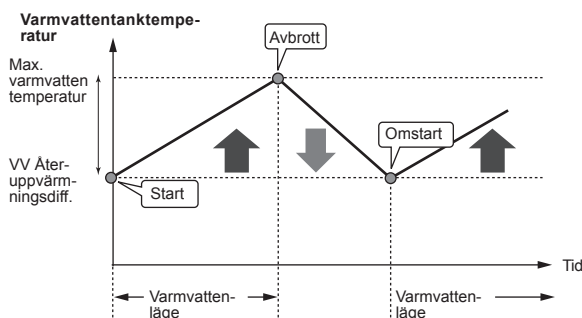 Varmvattentanktempe-
ratur
Avbrott
Max.
varmvatten
temperatur
Omstart
VV Åter-
uppvärm-
ningsdiff.
Start
Tid
Varmvatten-
läge
Varmvatten-
läge